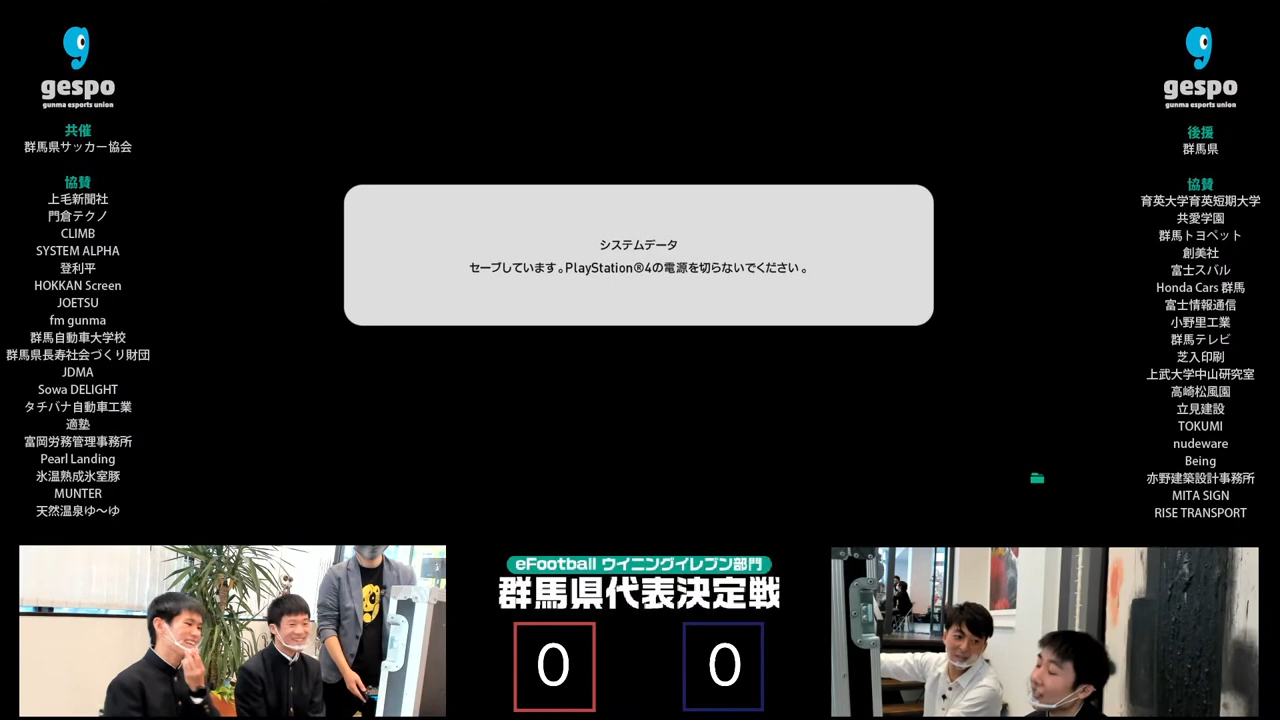 gespo
gunma esports union
共催
群馬県サッカー協会
協賛
上毛新聞社
門倉テクノ
CLIMB
SYSTEM ALPHA
登利平
HOKKAN Screen
JOETSU
fm gunma
群馬自動車大学校
群馬県長寿社会づくり財団
JDMA
Sowa DELIGHT
タチバナ自動車工業
適塾
富岡労務管理事務所
Pearl Landing
氷温熟成氷室豚
MUNTER
天然温泉ゆ〜ゆ
システムデータ
セーブしています。PlayStation®4の電源を切らないでください。
gespo
gunma esports union
後援
群馬県
協賛
育英大学育英短期大学
共愛学園
群馬トヨペット
創美社
富士スバル
Honda Cars 群馬
富士情報通信
小野里工業
群馬テレビ
芝入印刷
上武大学中山研究室
高崎松風園
立見建設
TOKUMI
nudeware
Being
亦野建築設計事務所
MITA SIGN
RISE TRANSPORT
eFootball ウイニングイレブン部門
群馬県代表決定戦
0
0